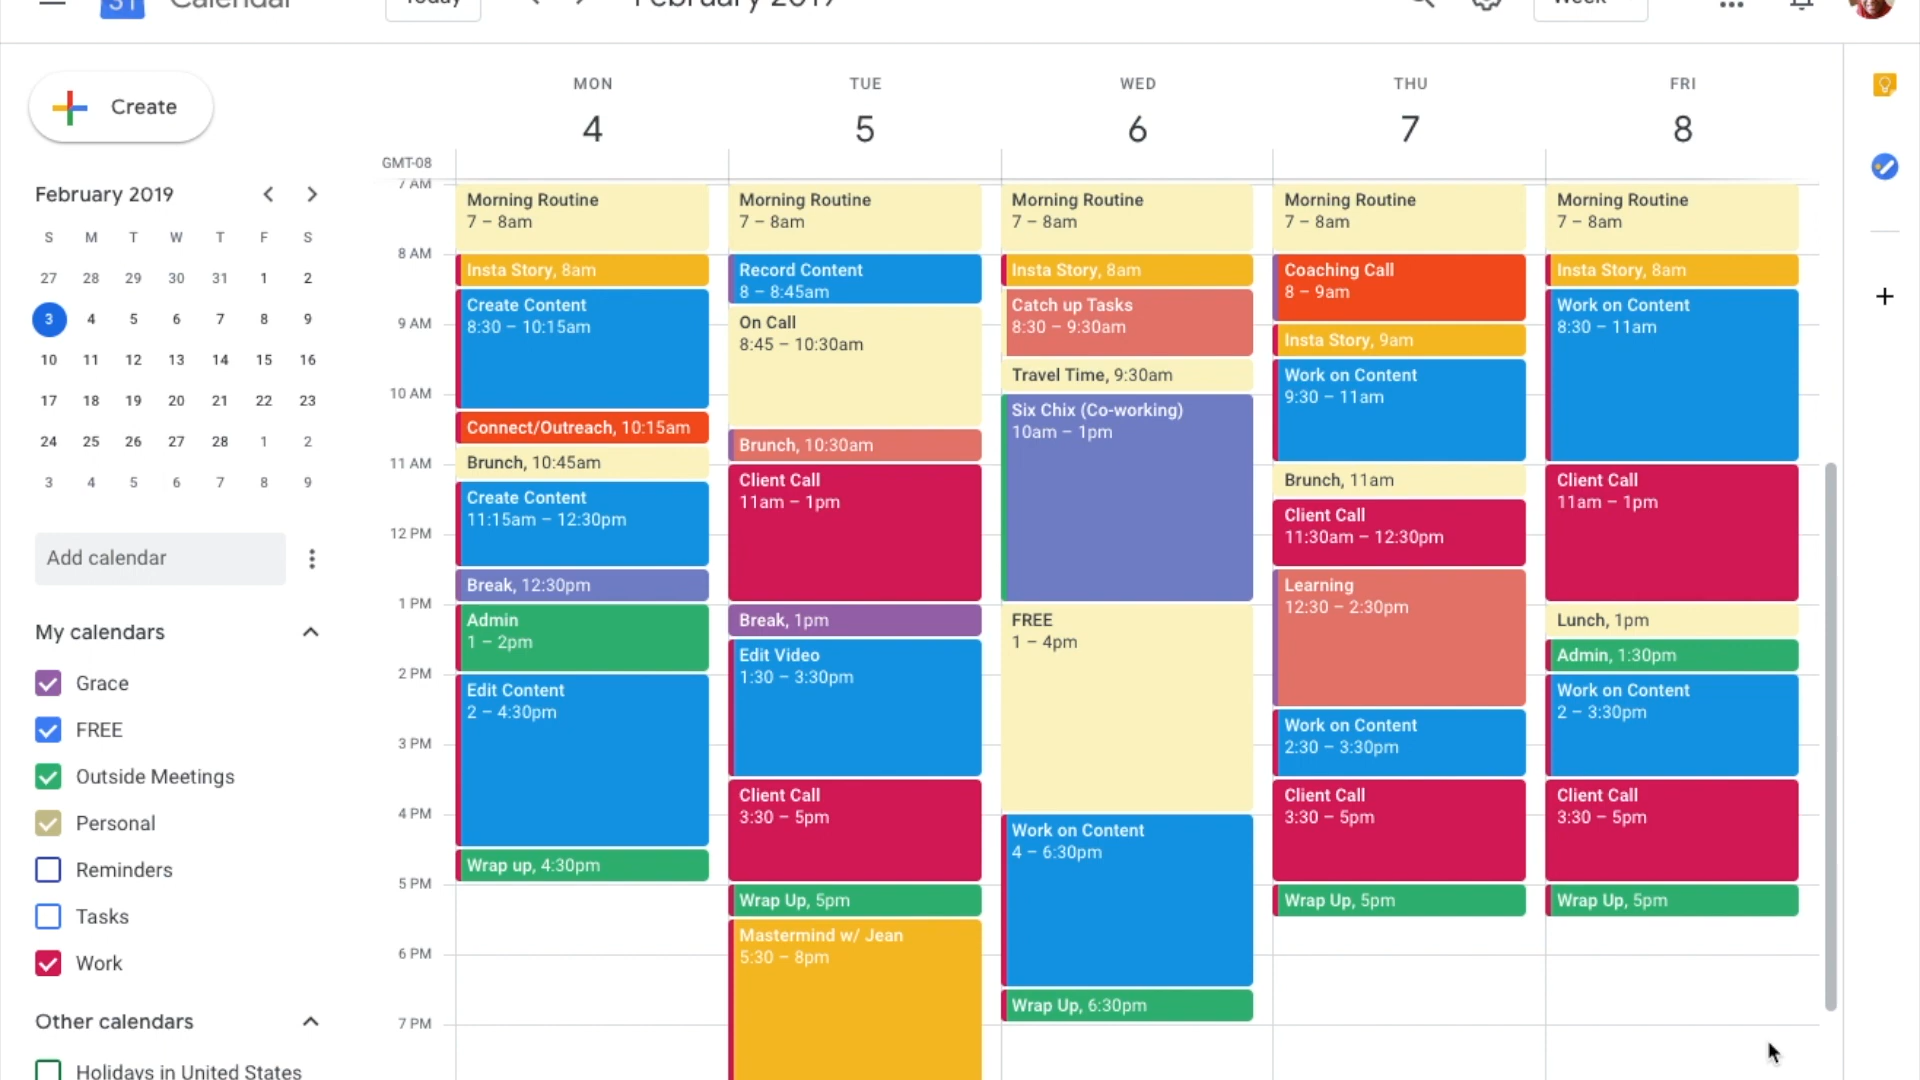 31 Calendar Today February 2019 Week
Create
February 2019
S M T W T F S
27 28 29 30 31 1 2
3 4 5 6 7 8 9
10 11 12 13 14 15 16
17 18 19 20 21 22 23
24 25 26 27 28 1 2
3 4 5 6 7 8 9
Add calendar
My calendars
Grace
FREE
Outside Meetings
Personal
Reminders
Tasks
Work
Other calendars
Holidays in United States
GMT-08
7 AM
8 AM
9 AM
10 AM
11 AM
12 PM
1 PM
2 PM
3 PM
4 PM
5 PM
6 PM
7 PM
MON
4
Morning Routine
7 – 8am
Insta Story, 8am
Create Content
8:30 – 10:15am
Connect/Outreach, 10:15am
Brunch, 10:45am
Create Content
11:15am – 12:30pm
Break, 12:30pm
Admin
1 – 2pm
Edit Content
2 – 4:30pm
Wrap up, 4:30pm
TUE
5
Morning Routine
7 – 8am
Record Content
8 – 8:45am
On Call
8:45 – 10:30am
Brunch, 10:30am
Client Call
11am – 1pm
Break, 1pm
Edit Video
1:30 – 3:30pm
Client Call
3:30 – 5pm
Wrap Up, 5pm
Mastermind w/ Jean
5:30 – 8pm
WED
6
Morning Routine
7 – 8am
Insta Story, 8am
Catch up Tasks
8:30 – 9:30am
Travel Time, 9:30am
Six Chix (Co-working)
10am – 1pm
FREE
1 – 4pm
Work on Content
4 – 6:30pm
Wrap Up, 6:30pm
THU
7
Morning Routine
7 – 8am
Coaching Call
8 – 9am
Insta Story, 9am
Work on Content
9:30 – 11am
Brunch, 11am
Client Call
11:30am – 12:30pm
Learning
12:30 – 2:30pm
Work on Content
2:30 – 3:30pm
Client Call
3:30 – 5pm
Wrap Up, 5pm
FRI
8
Morning Routine
7 – 8am
Insta Story, 8am
Work on Content
8:30 – 11am
Client Call
11am – 1pm
Lunch, 1pm
Admin, 1:30pm
Work on Content
2 – 3:30pm
Client Call
3:30 – 5pm
Wrap Up, 5pm